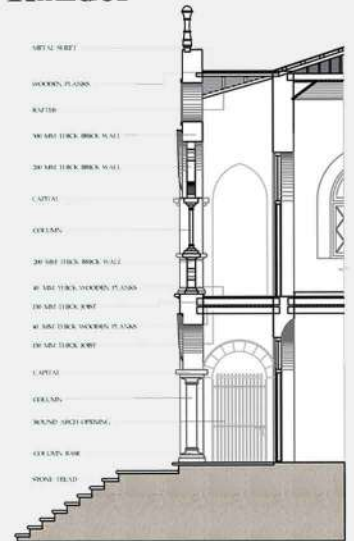 METAL SHEET
WOODEN PLANKS
RAFTER
300 MM THICK BRICK WALL
200 MM THICK BRICK WALL
CAPITAL
COLUMN
200 MM THICK BRICK WALL
40 MM THICK WOODEN PLANKS
150 MM THICK JOIST
40 MM THICK WOODEN PLANKS
150 MM THICK JOIST
CAPITAL
COLUMN
ROUND ARCH OPENING
COLUMN BASE
STONE TREAD